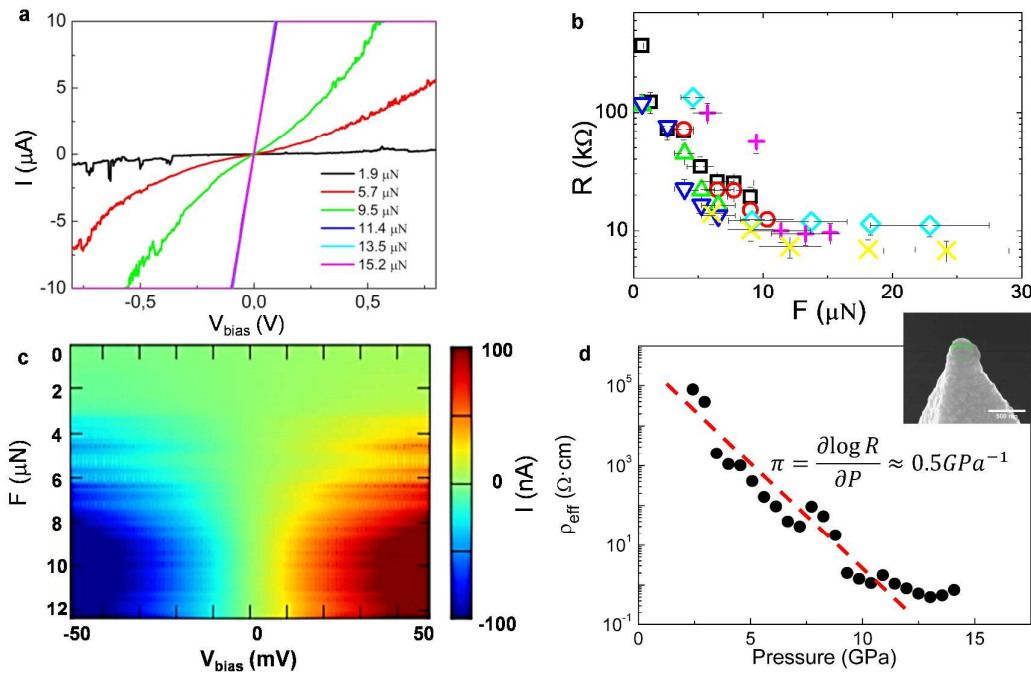 a
I (μA)
10
5
0
-5
-10
1.9 μN
5.7 μN
9.5 μN
11.4 μN
13.5 μN
15.2 μN
-0,5
0,0
0,5
V_bias (V)
b
R (kΩ)
100
10
0
10
20
30
F (μN)
c
F (μN)
0
2
4
6
8
10
12
-50
0
50
V_bias (mV)
100
0
-100
I (nA)
d
500 nm
ρ_eff (Ω·cm)
10^5
10^3
10^1
10^-1
π = ∂log R / ∂P ≈ 0.5GPa^-1
0
5
10
15
Pressure (GPa)